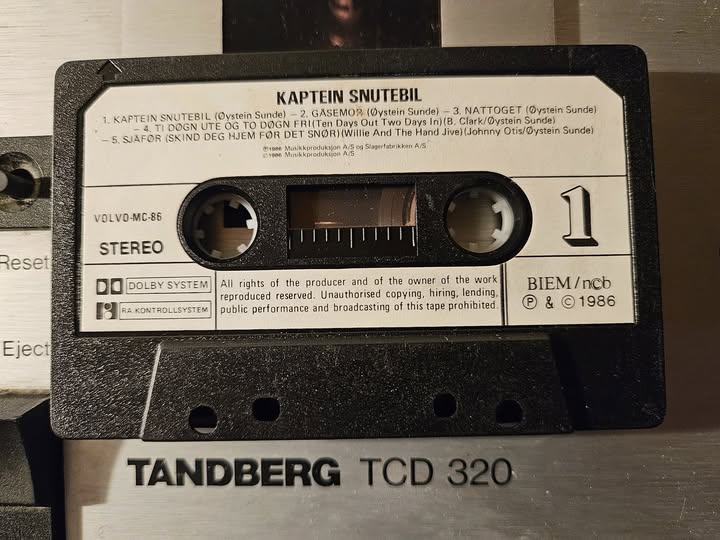 KAPTEIN SNUTEBIL
1. KAPTEIN SNUTEBIL (Øystein Sunde) – 2. GÅSEMOR (Øystein Sunde) – 3. NATTOGET (Øystein Sunde)
– 4. TI DØGN UTE OG TO DØGN FRI(Ten Days Out Two Days In)(B. Clark/Øystein Sunde)
– 5. SJÅFØR (SKIND DEG HJEM FØR DET SNØR)(Willie And The Hand Jive)(Johnny Otis/Øystein Sunde)
℗1986 Musikkproduksjon A/S og Slagerfabrikken A/S
©1986 Musikkproduksjon A/S
VOLVO-MC-86
STEREO
1
DOLBY SYSTEM
RA.KONTROLLSYSTEM
All rights of the producer and of the owner of the work
reproduced reserved. Unauthorised copying, hiring, lending,
public performance and broadcasting of this tape prohibited.
BIEM/ncb
℗ & © 1986
Reset
Eject
TANDBERG TCD 320